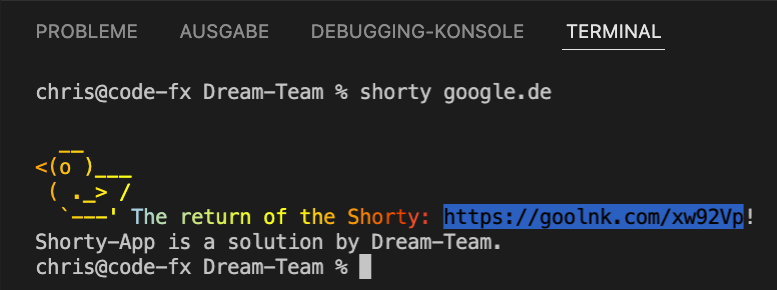 PROBLEME AUSGABE DEBUGGING-KONSOLE TERMINAL
chris@code-fx Dream-Team % shorty google.de
   __
<(o )___
 ( ._> /
  `---' The return of the Shorty: https://goolnk.com/xw92Vp!
Shorty-App is a solution by Dream-Team.
chris@code-fx Dream-Team %